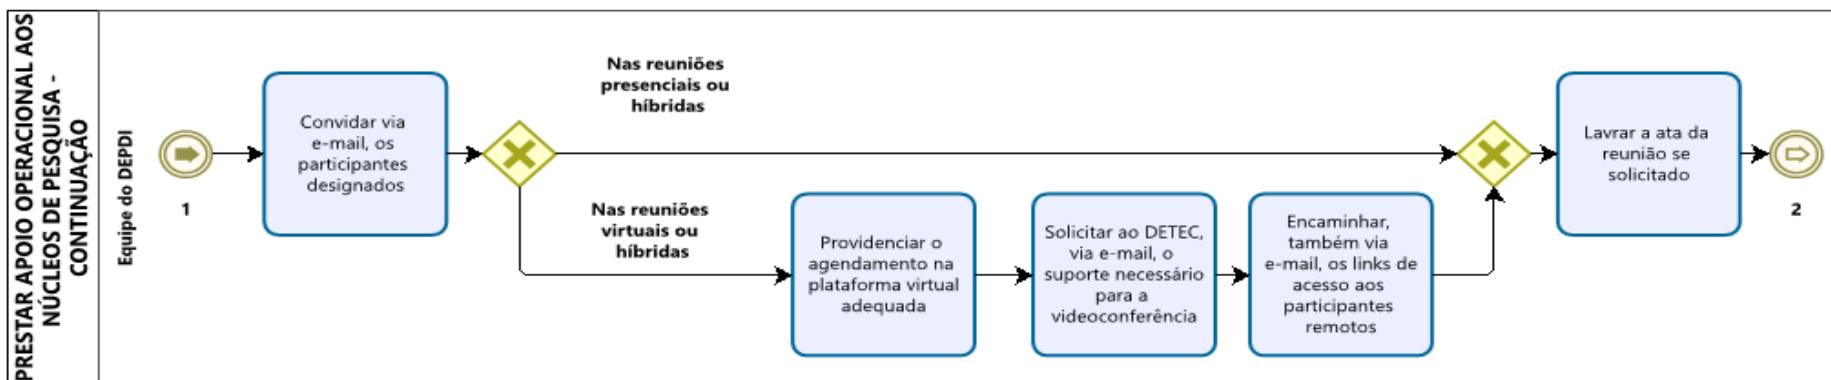 PRESTAR APOIO OPERACIONAL AOS
NÚCLEOS DE PESQUISA -
CONTINUAÇÃO
Equipe do DEPDI
1
Convidar via
e-mail, os
participantes
designados
Nas reuniões
presenciais ou
híbridas
Nas reuniões
virtuais ou
híbridas
Providenciar o
agendamento na
plataforma virtual
adequada
Solicitar ao DETEC,
via e-mail, o
suporte necessário
para a
videoconferência
Encaminhar,
também via
e-mail, os links de
acesso aos
participantes
remotos
Lavrar a ata da
reunião se
solicitado
2